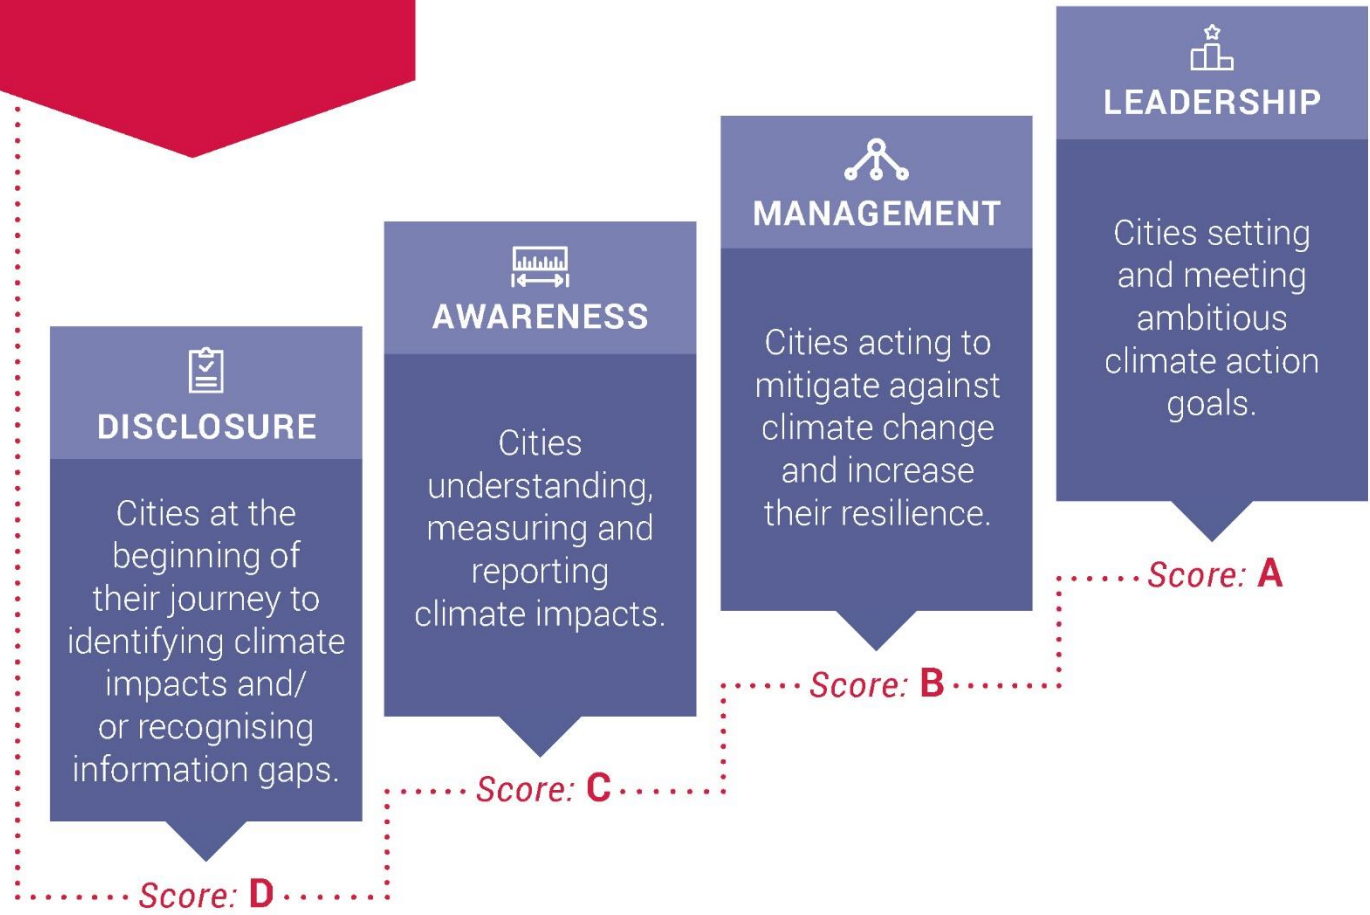 DISCLOSURE
Cities at the
beginning of
their journey to
identifying climate
impacts and/
or recognising
information gaps.
Score: D
AWARENESS
Cities
understanding,
measuring and
reporting
climate impacts.
Score: C
MANAGEMENT
Cities acting to
mitigate against
climate change
and increase
their resilience.
Score: B
LEADERSHIP
Cities setting
and meeting
ambitious
climate action
goals.
Score: A